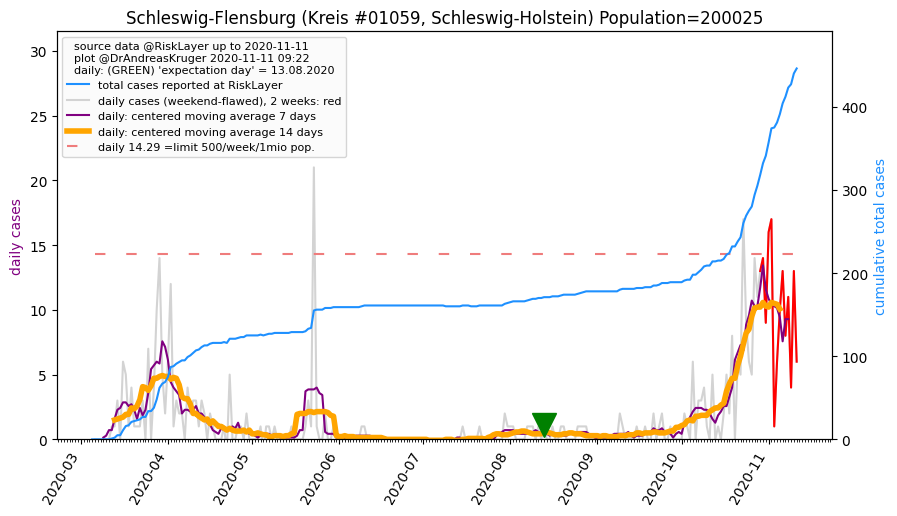 Schleswig-Flensburg (Kreis #01059, Schleswig-Holstein) Population=200025
source data @RiskLayer up to 2020-11-11
plot @DrAndreasKruger 2020-11-11 09:22
daily: (GREEN) 'expectation day' = 13.08.2020
total cases reported at RiskLayer
daily cases (weekend-flawed), 2 weeks: red
daily: centered moving average 7 days
daily: centered moving average 14 days
daily 14.29 =limit 500/week/1mio pop.
daily cases
30
25
20
15
10
5
0
cumulative total cases
400
300
200
100
0
2020-03
2020-04
2020-05
2020-06
2020-07
2020-08
2020-09
2020-10
2020-11